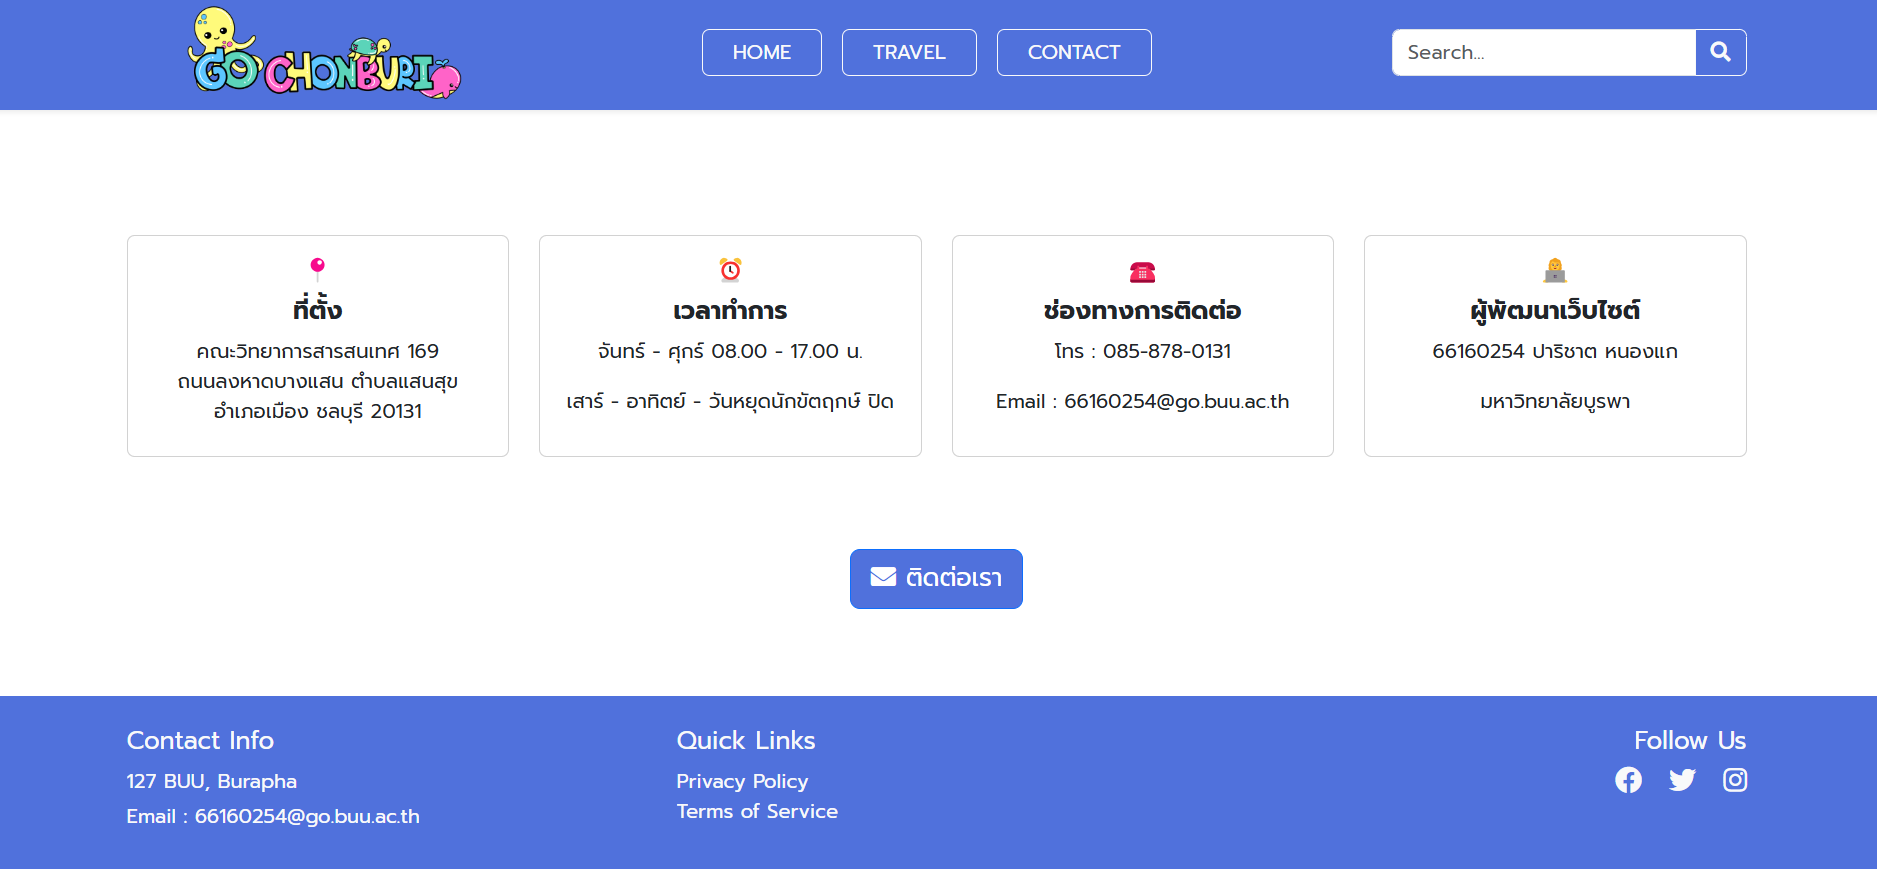 GO CHONBURI
HOME
TRAVEL
CONTACT
Search...
ที่ตั้ง
คณะวิทยาการสารสนเทศ 169
ถนนลงหาดบางแสน ตำบลแสนสุข
อำเภอเมือง ชลบุรี 20131
เวลาทำการ
จันทร์ - ศุกร์ 08.00 - 17.00 น.
เสาร์ - อาทิตย์ - วันหยุดนักขัตฤกษ์ ปิด
ช่องทางการติดต่อ
โทร : 085-878-0131
Email : 66160254@go.buu.ac.th
ผู้พัฒนาเว็บไซต์
66160254 ปาริชาต หนองแก
มหาวิทยาลัยบูรพา
ติดต่อเรา
Contact Info
127 BUU, Burapha
Email : 66160254@go.buu.ac.th
Quick Links
Privacy Policy
Terms of Service
Follow Us